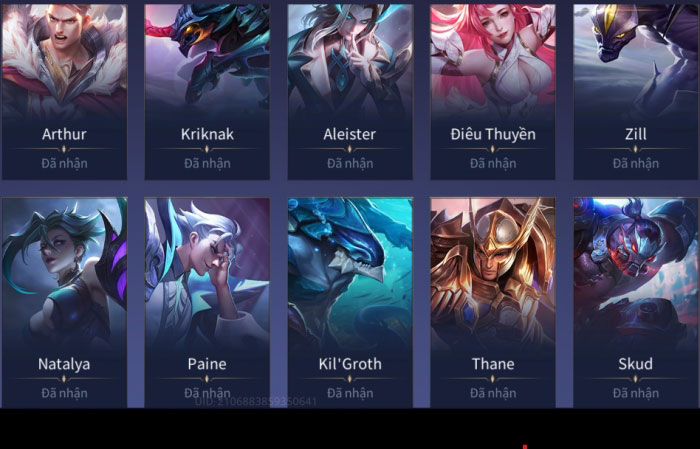 Arthur
Kriknak
Aleister
Điêu Thuyền
Zill
Đã nhận
Đã nhận
Đã nhận
Đã nhận
Đã nhận
Natalya
Paine
Kil'Groth
Thane
Skud
Đã nhận
Đã nhận
Đã nhận
Đã nhận
Đã nhận
UID: 2106883859350641